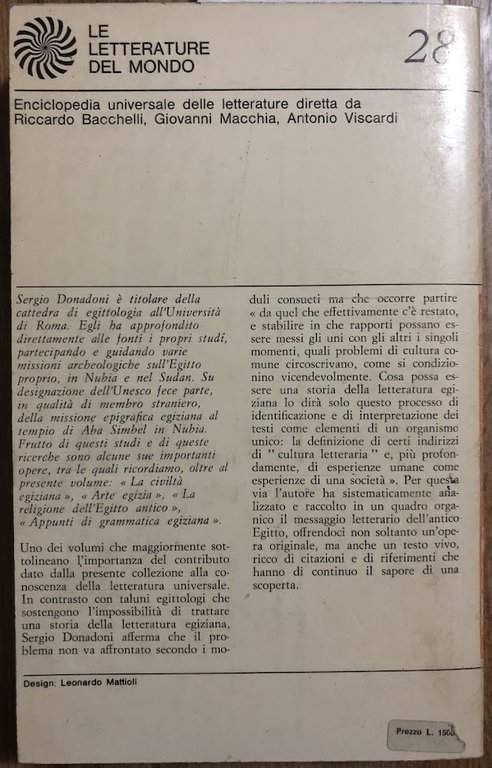 LE
LETTERATURE
DEL MONDO
28
Enciclopedia universale delle letterature diretta da
Riccardo Bacchelli, Giovanni Macchia, Antonio Viscardi
Sergio Donadoni è titolare della
cattedra di egittologia all'Università
di Roma. Egli ha approfondito
direttamente alle fonti i propri studi,
partecipando e guidando varie
missioni archeologiche sull'Egitto
proprio, in Nubia e nel Sudan. Su
designazione dell'Unesco fece parte,
in qualità di membro straniero,
della missione epigrafica egiziana al
tempio di Abu Simbel in Nubia.
Frutto di questi studi e di queste
ricerche sono alcune sue importanti
opere, tra le quali ricordiamo, oltre al
presente volume: « La civiltà
egiziana », « Arte egizia », « La
religione dell'Egitto antico »,
« Appunti di grammatica egiziana ».
Uno dei volumi che maggiormente sot-
tolineano l'importanza del contributo
dato dalla presente collezione alla co-
noscenza della letteratura universale.
In contrasto con taluni egittologi che
sostengono l'impossibilità di trattare
una storia della letteratura egiziana,
Sergio Donadoni afferma che il pro-
blema non va affrontato secondo i mo-
duli consueti ma che occorre partire
« da quel che effettivamente c'è restato,
e stabilire in che rapporti possano es-
sere messi gli uni con gli altri i singoli
momenti, quali problemi di cultura co-
mune circoscrivano, come si condizio-
nino vicendevolmente. Cosa possa es-
sere una storia della letteratura egi-
ziana lo dirà solo questo processo di
identificazione e di interpretazione dei
testi come elementi di un organismo
unico: la definizione di certi indirizzi
di " cultura letteraria " e, più profon-
damente, di esperienze umane come
esperienze di una società ». Per questa
via l'autore ha sistematicamente ana-
lizzato e raccolto in un quadro orga-
nico il messaggio letterario dell'antico
Egitto, offrendoci non soltanto un'ope-
ra originale, ma anche un testo vivo,
ricco di citazioni e di riferimenti che
hanno di continuo il sapore di una
scoperta.
Design: Leonardo Mattioli
Prezzo L.